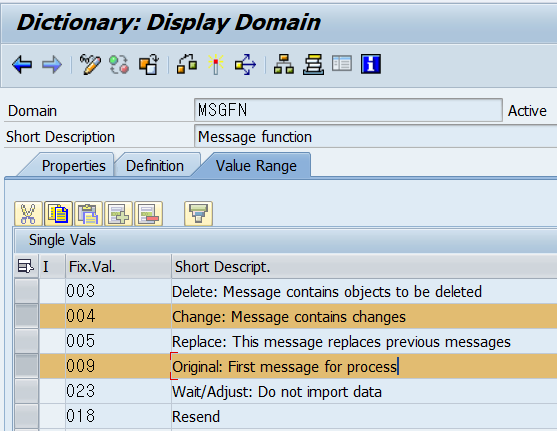 Dictionary: Display Domain
Domain MSGFN Active
Short Description Message function
Properties Definition Value Range
Single Vals
I Fix.Val. Short Descript.
003 Delete: Message contains objects to be deleted
004 Change: Message contains changes
005 Replace: This message replaces previous messages
009 Original: First message for process
023 Wait/Adjust: Do not import data
018 Resend